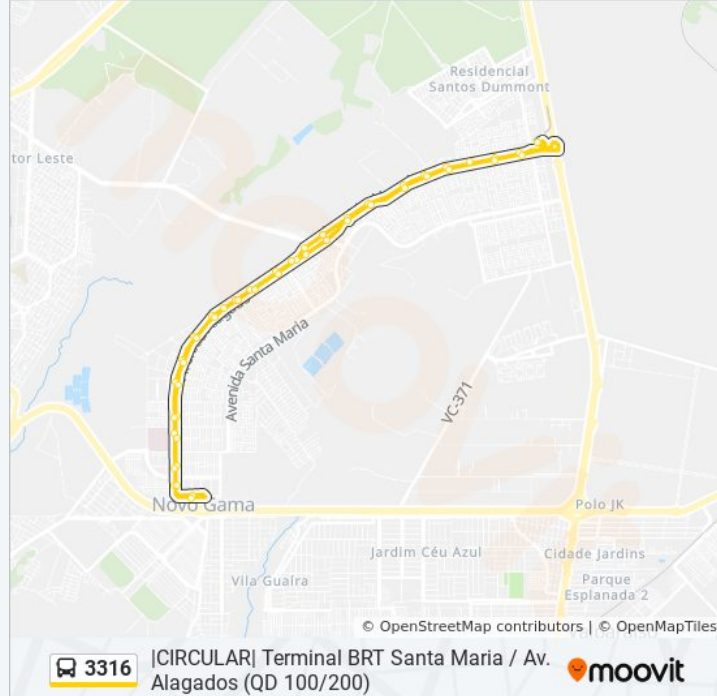 Residencial
Santos Dummont
tor Leste
Avenida Santa Maria
VC-371
Novo Gama
Polo JK
Jardim Céu Azul
Cidade Jardins
Vila Guaíra
Parque
Esplanada 2
© OpenStreetMap contributors | © OpenMapTiles
3316
|CIRCULAR| Terminal BRT Santa Maria / Av.
Alagados (QD 100/200)
moovit